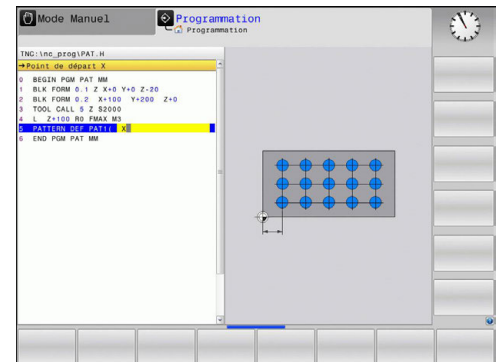 Mode Manuel
Programmation
Programmation
TNC:\nc_prog\PAT.H
→Point de départ X
0 BEGIN PGM PAT MM
1 BLK FORM 0.1 Z X+0 Y+0 Z-20
2 BLK FORM 0.2 X+100 Y+200 Z+0
3 TOOL CALL 5 Z S2000
4 L Z+100 R0 FMAX M3
5 PATTERN DEF PAT1( X
6 END PGM PAT MM